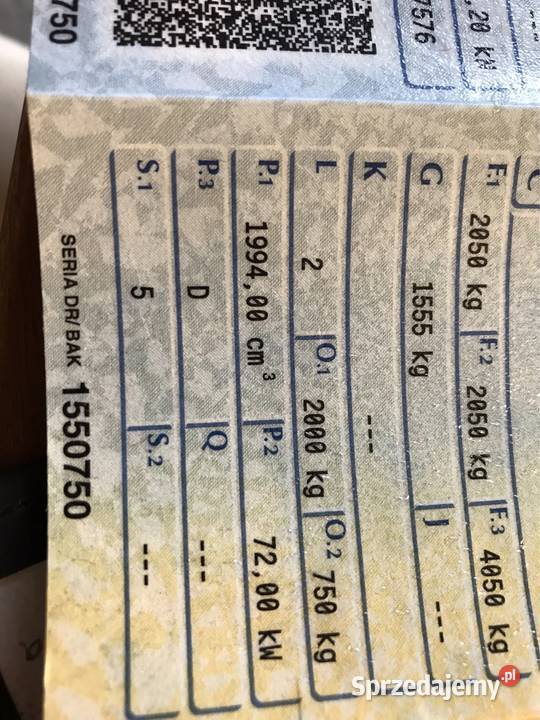 750
,20 kW
7576
F.1 2050 kg F.2 2050 kg F.3 4050 kg
G 1555 kg J ---
K ---
L 2 O.1 2000 kg O.2 750 kg
P.1 1994,00 cm³ P.2 72,00 kW
P.3 D Q ---
S.1 5 S.2 ---
SERIA DR/BAK 1550750
Sprzedajemy.pl